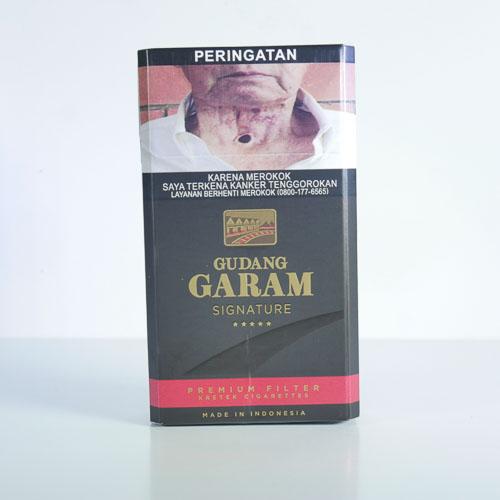 PERINGATAN
KARENA MEROKOK
SAYA TERKENA KANKER TENGGOROKAN
LAYANAN BERHENTI MEROKOK (0800-177-6565)
GUDANG
GARAM
SIGNATURE
PREMIUM FILTER
KRETEK CIGARETTES
MADE IN INDONESIA